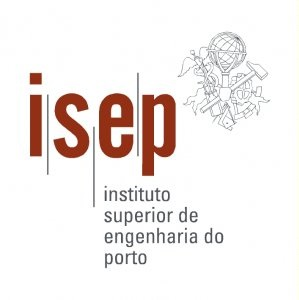 isep
instituto
superior de
engenharia do
porto